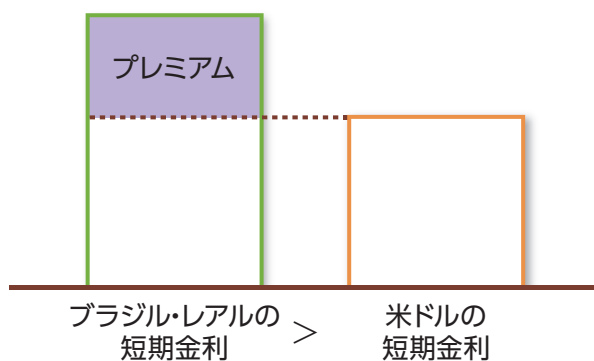 プレミアム
ブラジル・レアルの
短期金利
>
米ドルの
短期金利